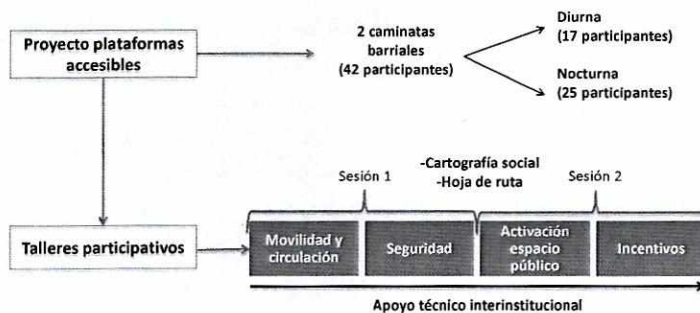 Proyecto plataformas
accesibles
2 caminatas
barriales
(42 participantes)
Diurna
(17 participantes)
Nocturna
(25 participantes)
-Cartografía social
-Hoja de ruta
Sesión 1
Sesión 2
Talleres participativos
Movilidad y
circulación
Seguridad
Activación
espacio
público
Incentivos
Apoyo técnico interinstitucional